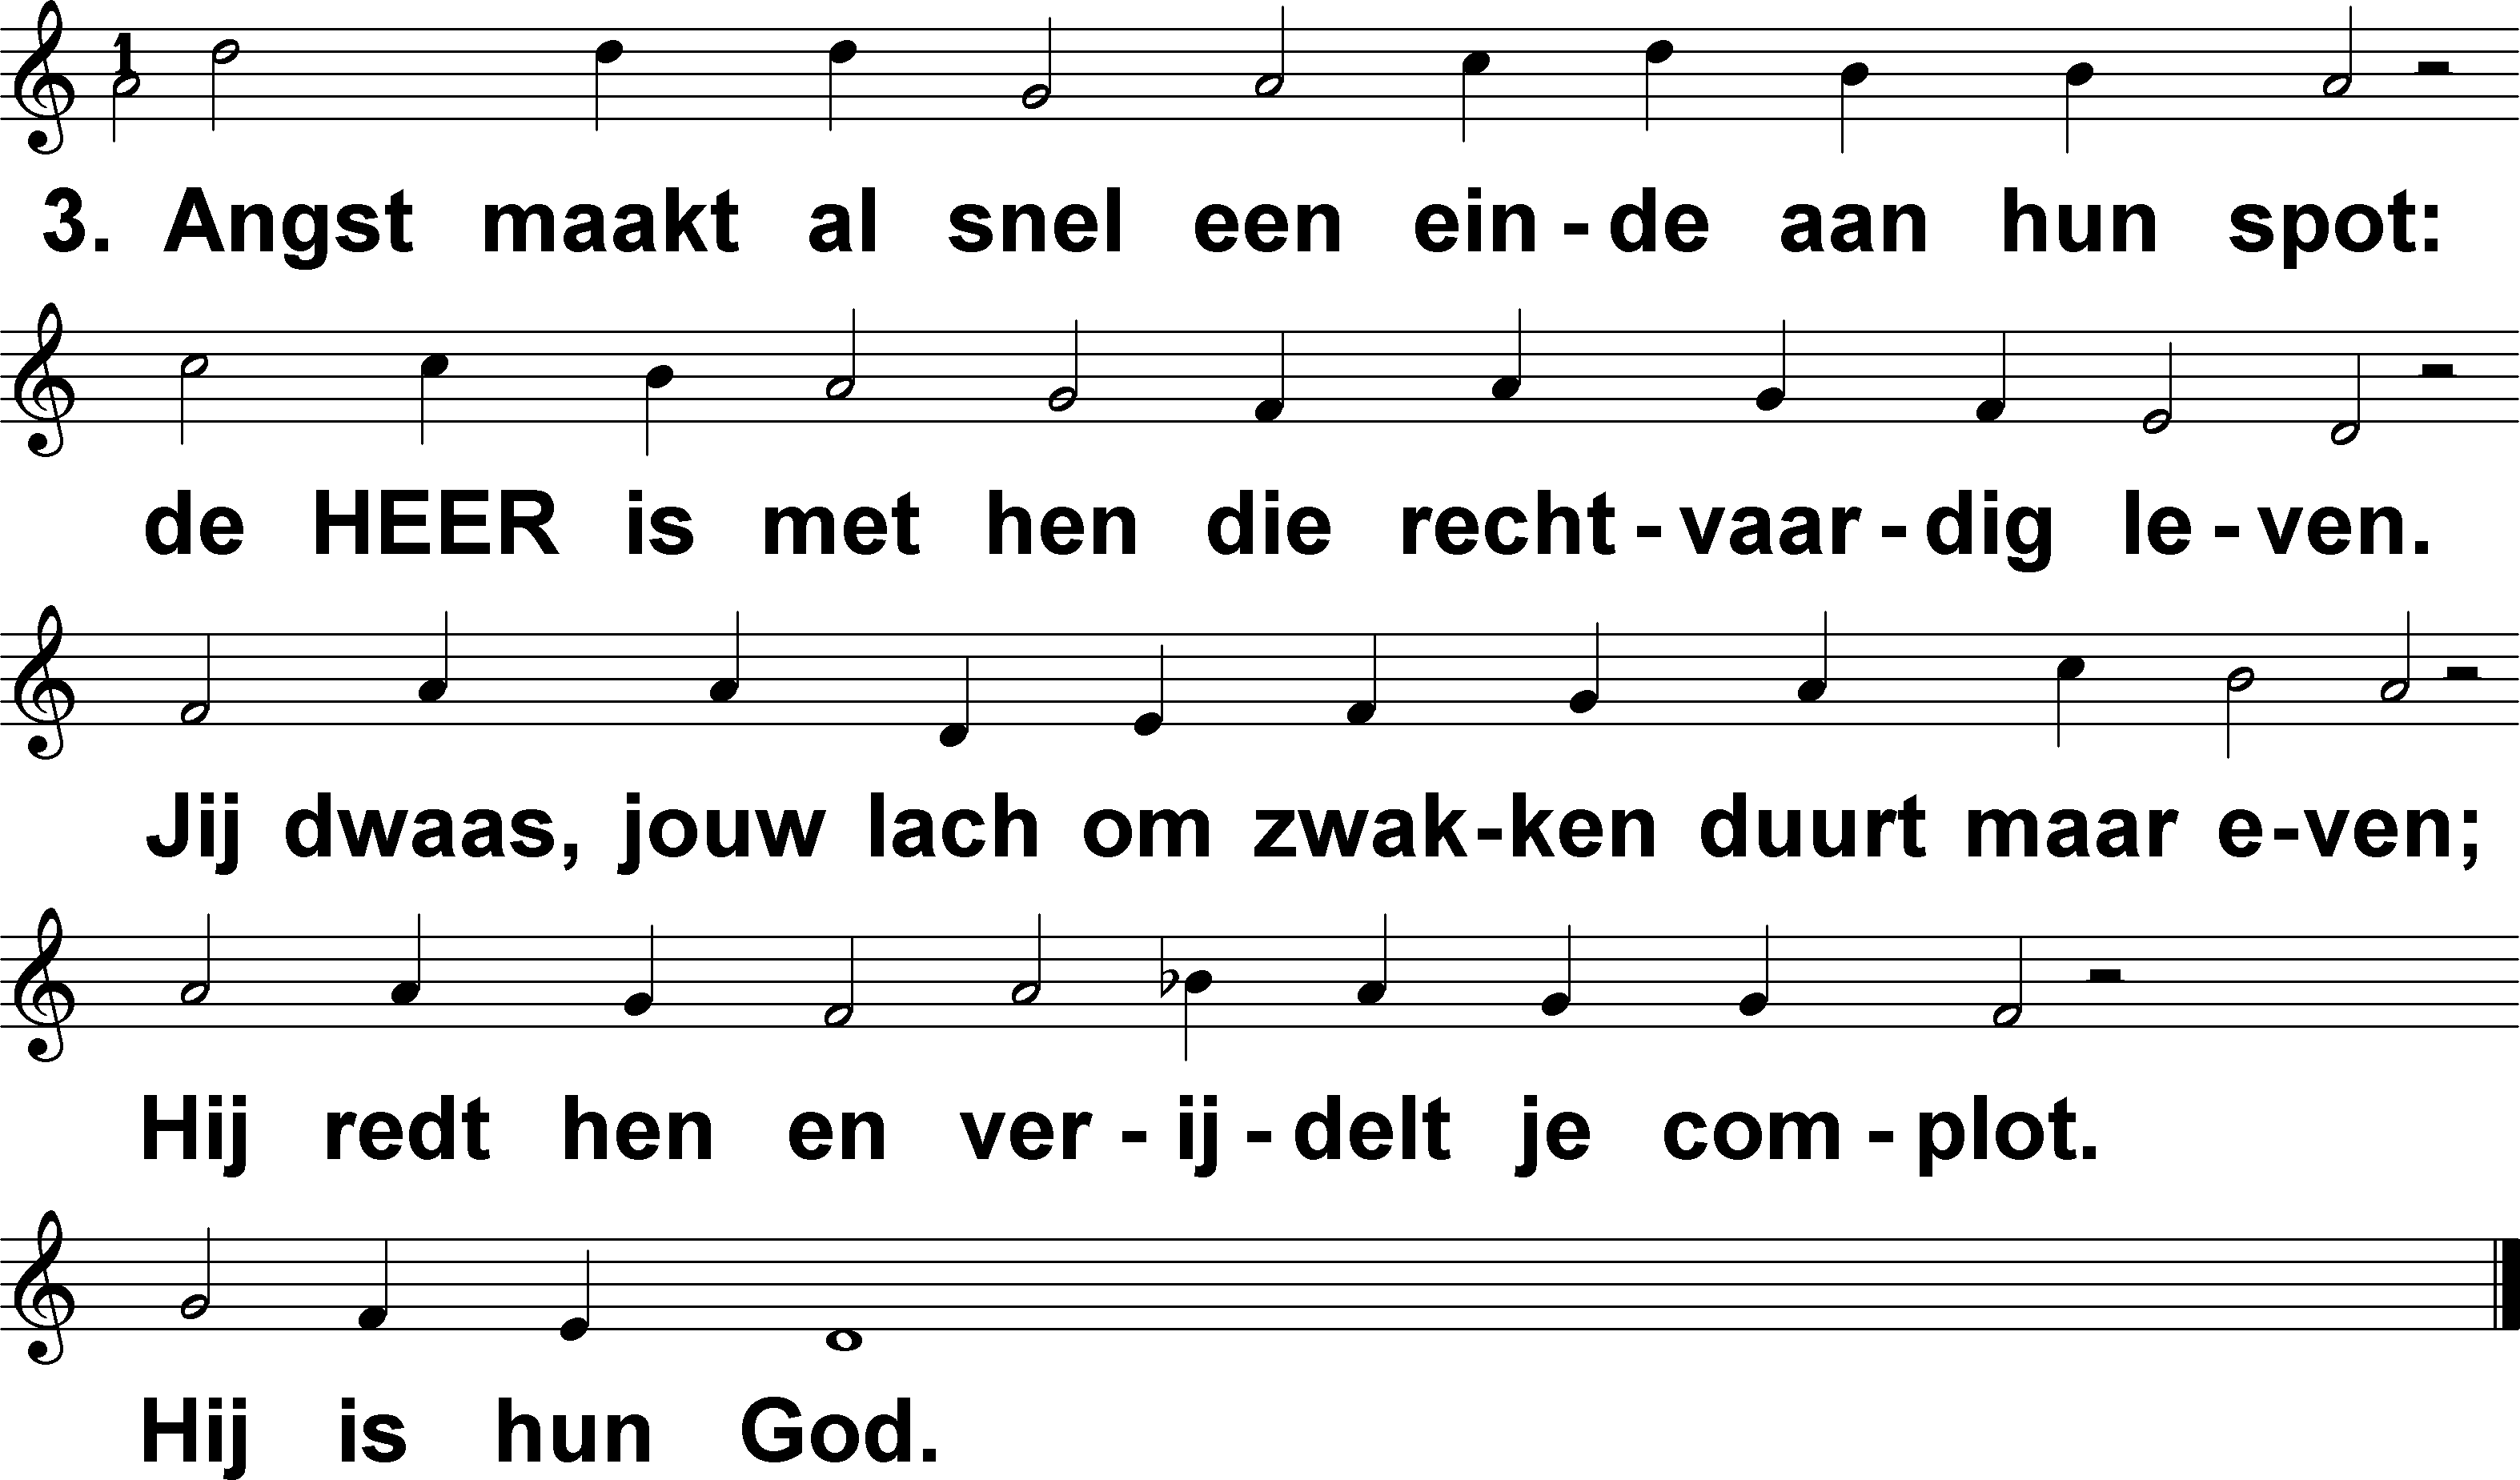 1
3. Angst maakt al snel een ein - de aan hun spot:
de HEER is met hen die recht - vaar - dig le - ven.
Jij dwaas, jouw lach om zwak - ken duurt maar e - ven;
Hij redt hen en ver - ij - delt je com - plot.
Hij is hun God.